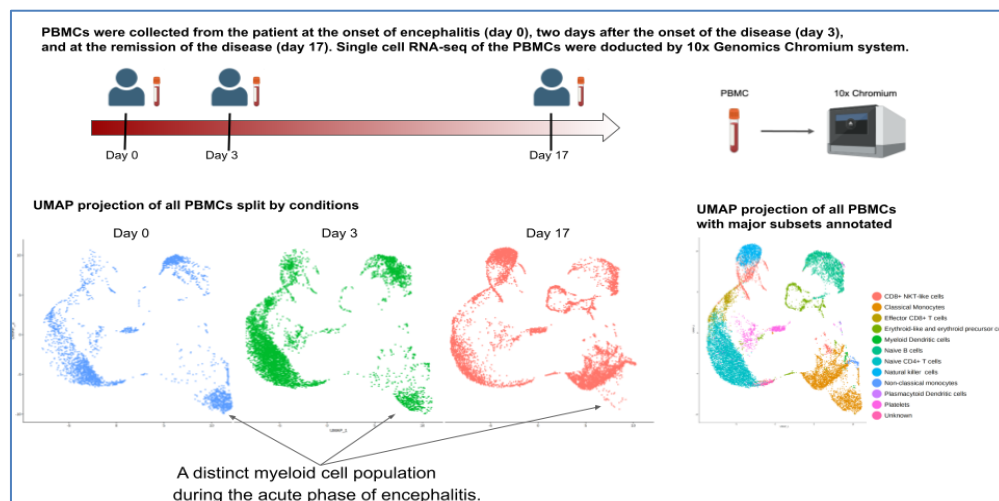 PBMCs were collected from the patient at the onset of encephalitis (day 0), two days after the onset of the disease (day 3),
and at the remission of the disease (day 17). Single cell RNA-seq of the PBMCs were doducted by 10x Genomics Chromium system.
PBMC
10x Chromium
Day 0
Day 3
Day 17
UMAP projection of all PBMCs split by conditions
UMAP projection of all PBMCs
with major subsets annotated
Day 0
Day 3
Day 17
CD8+ NKT-like cells
Classical Monocytes
Effector CD8+ T cells
Erythroid-like and erythroid precursor c
Myeloid Dendritic cells
Naive B cells
Naive CD4+ T cells
Natural killer cells
Non-classical monocytes
Plasmacytoid Dendritic cells
Platelets
Unknown
UMAP_1
A distinct myeloid cell population
during the acute phase of encephalitis.